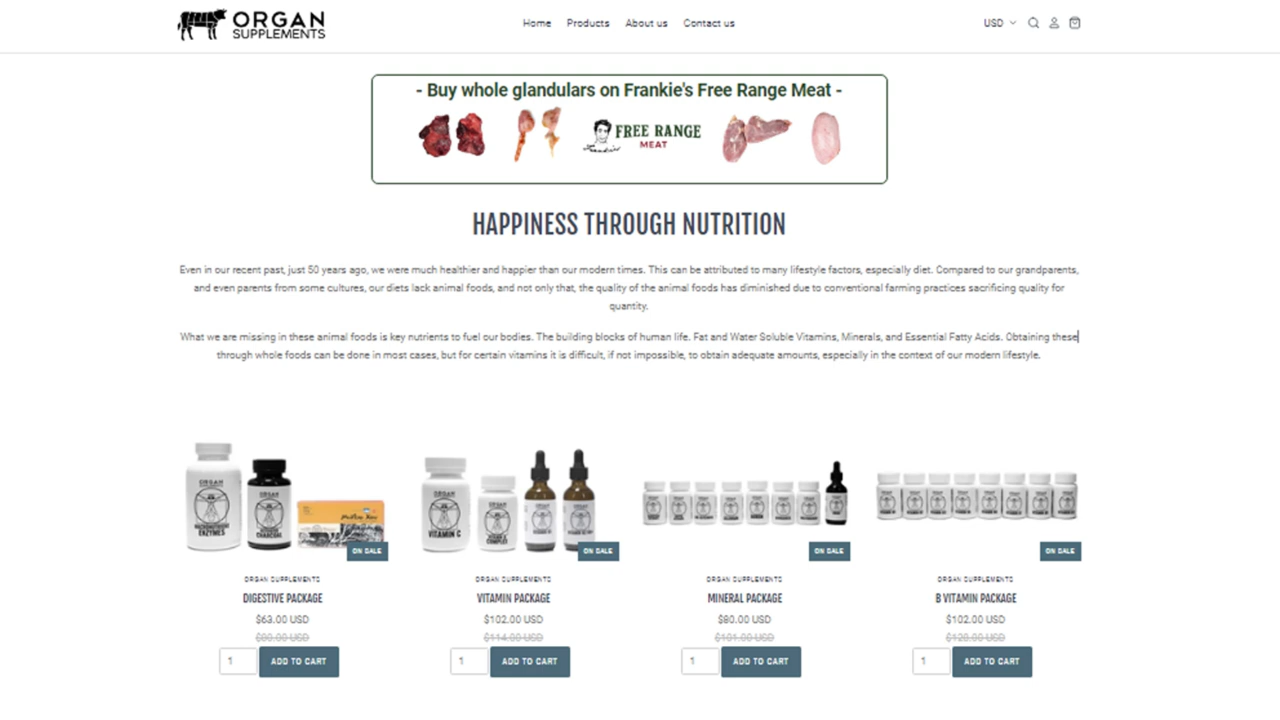 ORGAN
SUPPLEMENTS
Home Products About us Contact us
USD
- Buy whole glandulars on Frankie's Free Range Meat -
FREE RANGE
MEAT
Frankie's
HAPPINESS THROUGH NUTRITION
Even in our recent past, just 50 years ago, we were much healthier and happier than our modern times. This can be attributed to many lifestyle factors, especially diet. Compared to our grandparents,
and even parents from some cultures, our diets lack animal foods, and not only that, the quality of the animal foods has diminished due to conventional farming practices sacrificing quality for
quantity.
What we are missing in these animal foods is key nutrients to fuel our bodies. The building blocks of human life. Fat and Water Soluble Vitamins, Minerals, and Essential Fatty Acids. Obtaining these
through whole foods can be done in most cases, but for certain vitamins it is difficult, if not impossible, to obtain adequate amounts, especially in the context of our modern lifestyle.
ORGAN
ENZYMES
ORGAN
CHARCOAL
ORGAN
VITAMIN C
ORGAN
COMPLEX
ON SALE ON SALE ON SALE ON SALE
ORGAN SUPPLEMENTS ORGAN SUPPLEMENTS ORGAN SUPPLEMENTS ORGAN SUPPLEMENTS
DIGESTIVE PACKAGE VITAMIN PACKAGE MINERAL PACKAGE B VITAMIN PACKAGE
$63.00 USD $102.00 USD $80.00 USD $102.00 USD
$114.00 USD $101.00 USD
1 ADD TO CART 1 ADD TO CART 1 ADD TO CART 1 ADD TO CART